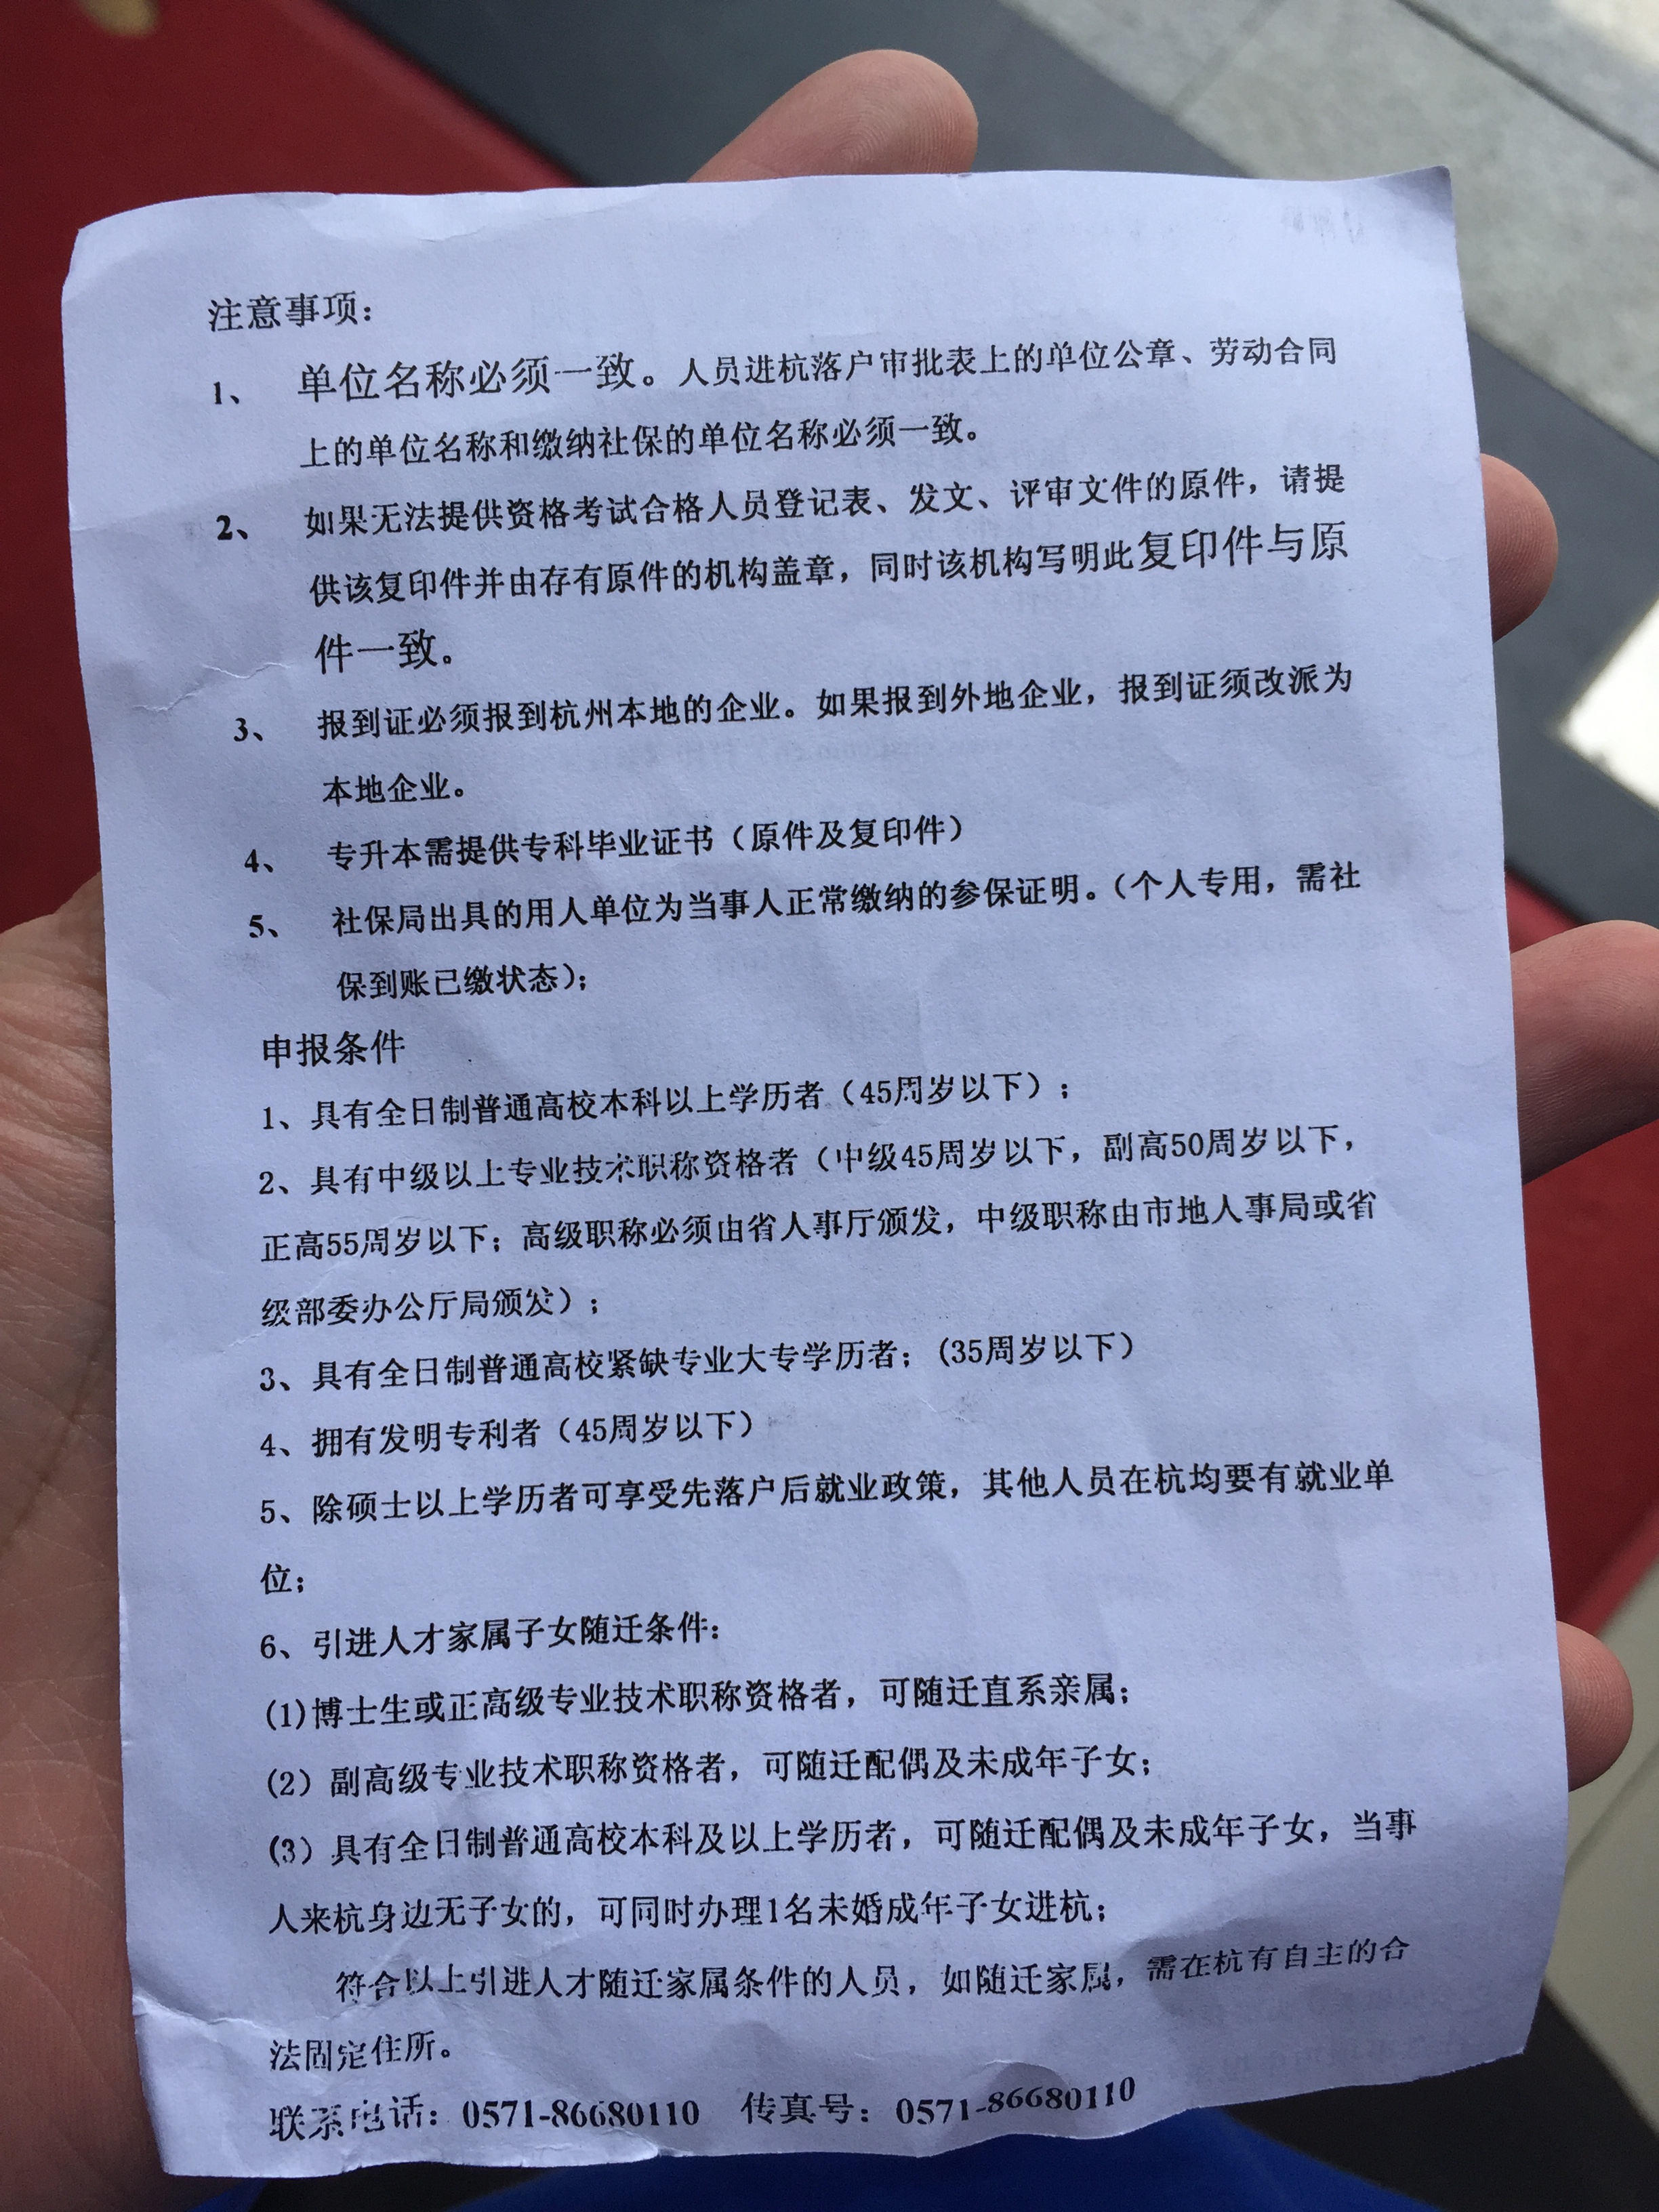 注意事项：
1、 单位名称必须一致。人员进杭落户审批表上的单位公章、劳动合同
上的单位名称和缴纳社保的单位名称必须一致。
2、 如果无法提供资格考试合格人员登记表、发文、评审文件的原件，请提
供该复印件并由存有原件的机构盖章，同时该机构写明此复印件与原
件一致。
3、 报到证必须报到杭州本地的企业。如果报到外地企业，报到证须改派为
本地企业。
4、 专升本需提供专科毕业证书（原件及复印件）
5、 社保局出具的用人单位为当事人正常缴纳的参保证明。（个人专用，需社
保到账已缴状态）；
申报条件
1、具有全日制普通高校本科以上学历者（45周岁以下）；
2、具有中级以上专业技术职称资格者（中级45周岁以下，副高50周岁以下，
正高55周岁以下；高级职称必须由省人事厅颁发，中级职称由市地人事局或省
级部委办公厅局颁发）；
3、具有全日制普通高校紧缺专业大专学历者；(35周岁以下）
4、拥有发明专利者（45周岁以下）
5、除硕士以上学历者可享受先落户后就业政策，其他人员在杭均要有就业单
位；
6、引进人才家属子女随迁条件：
(1)博士生或正高级专业技术职称资格者，可随迁直系亲属；
(2）副高级专业技术职称资格者，可随迁配偶及未成年子女；
(3）具有全日制普通高校本科及以上学历者，可随迁配偶及未成年子女，当事
人来杭身边无子女的，可同时办理1名未婚成年子女进杭；
符合以上引进人才随迁家属条件的人员，如随迁家属，需在杭有自主的合
法固定住所。
联系电话：0571-86680110 传真号：0571-86680110